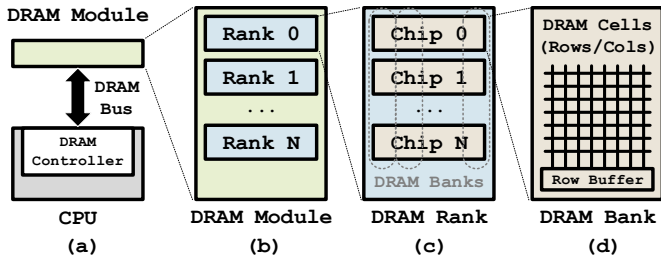 DRAM Module
DRAM
Bus
DRAM
Controller
CPU
(a)
Rank 0
Rank 1
...
Rank N
DRAM Module
(b)
Chip 0
Chip 1
...
Chip N
DRAM Banks
DRAM Rank
(c)
DRAM Cells
(Rows/Cols)
Row Buffer
DRAM Bank
(d)